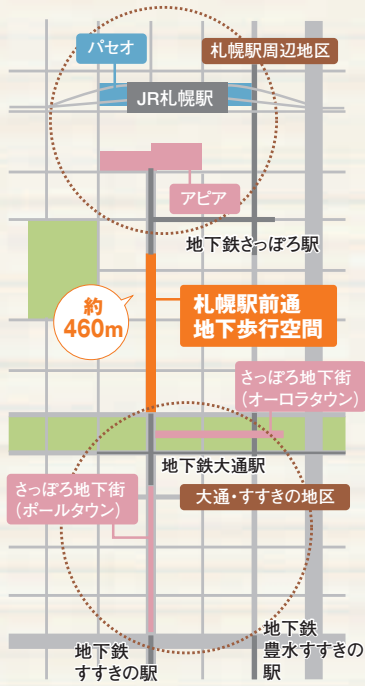 パセオ
札幌駅周辺地区
JR札幌駅
アピア
地下鉄さっぽろ駅
約
460m
札幌駅前通
地下歩行空間
さっぽろ地下街
(オーロラタウン)
地下鉄大通駅
さっぽろ地下街
(ポールタウン)
大通・すすきの地区
地下鉄
すすきの駅
地下鉄
豊水すすきの
駅